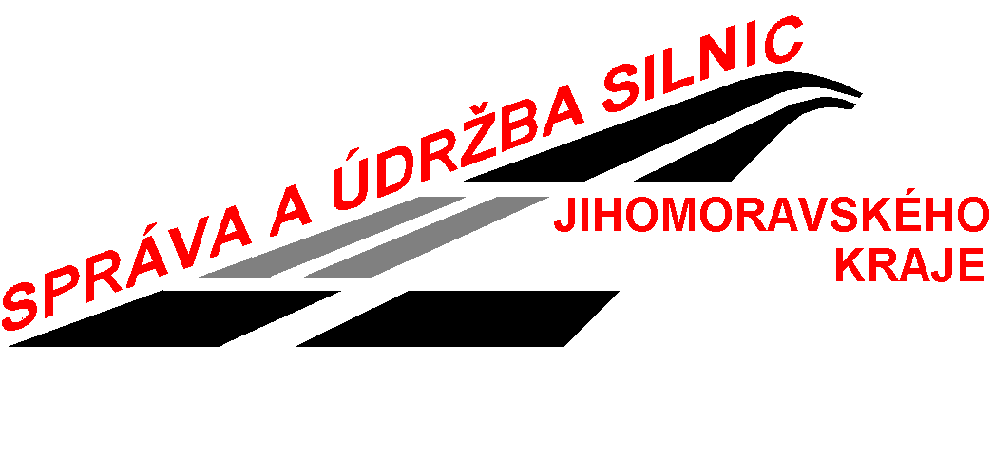 SPRÁVA A ÚDRŽBA SILNIC
JIHOMORAVSKÉHO
KRAJE